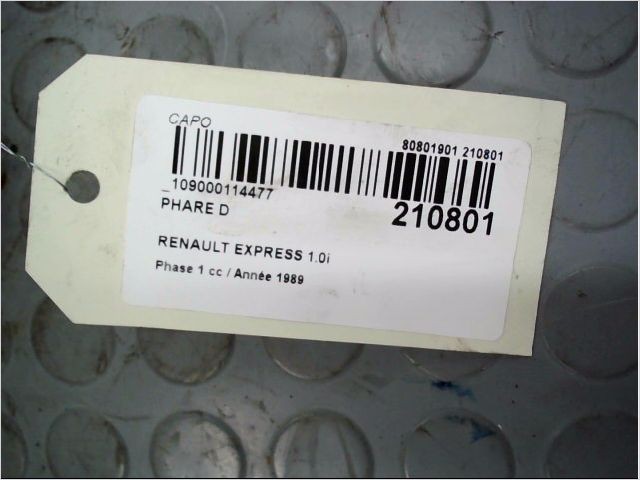 CAPO
80801901 210801
_109000114477
PHARE D
210801
RENAULT EXPRESS 1.0i
Phase 1 cc / Année 1989